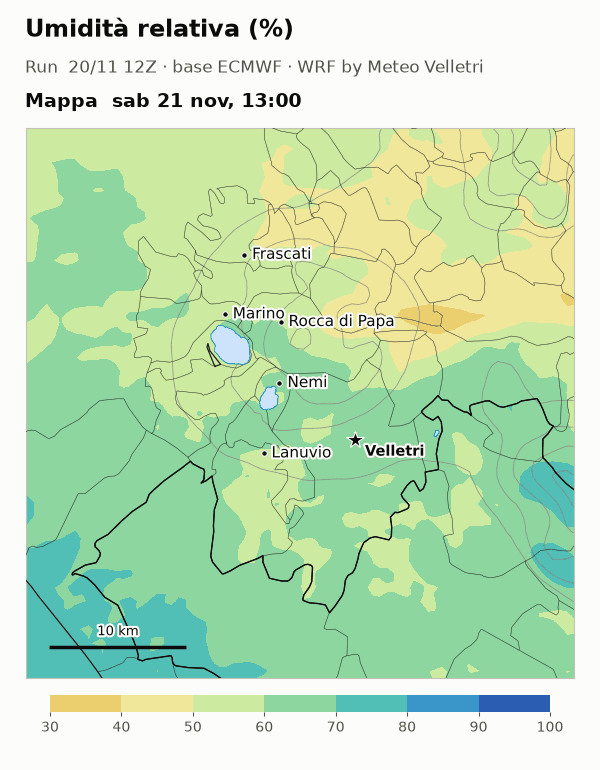 Umidità relativa (%)
Run  20/11 12Z · base ECMWF · WRF by Meteo Velletri
Mappa  sab 21 nov, 13:00
Frascati
Marino
Rocca di Papa
Nemi
Velletri
Lanuvio
10 km
30 40 50 60 70 80 90 100